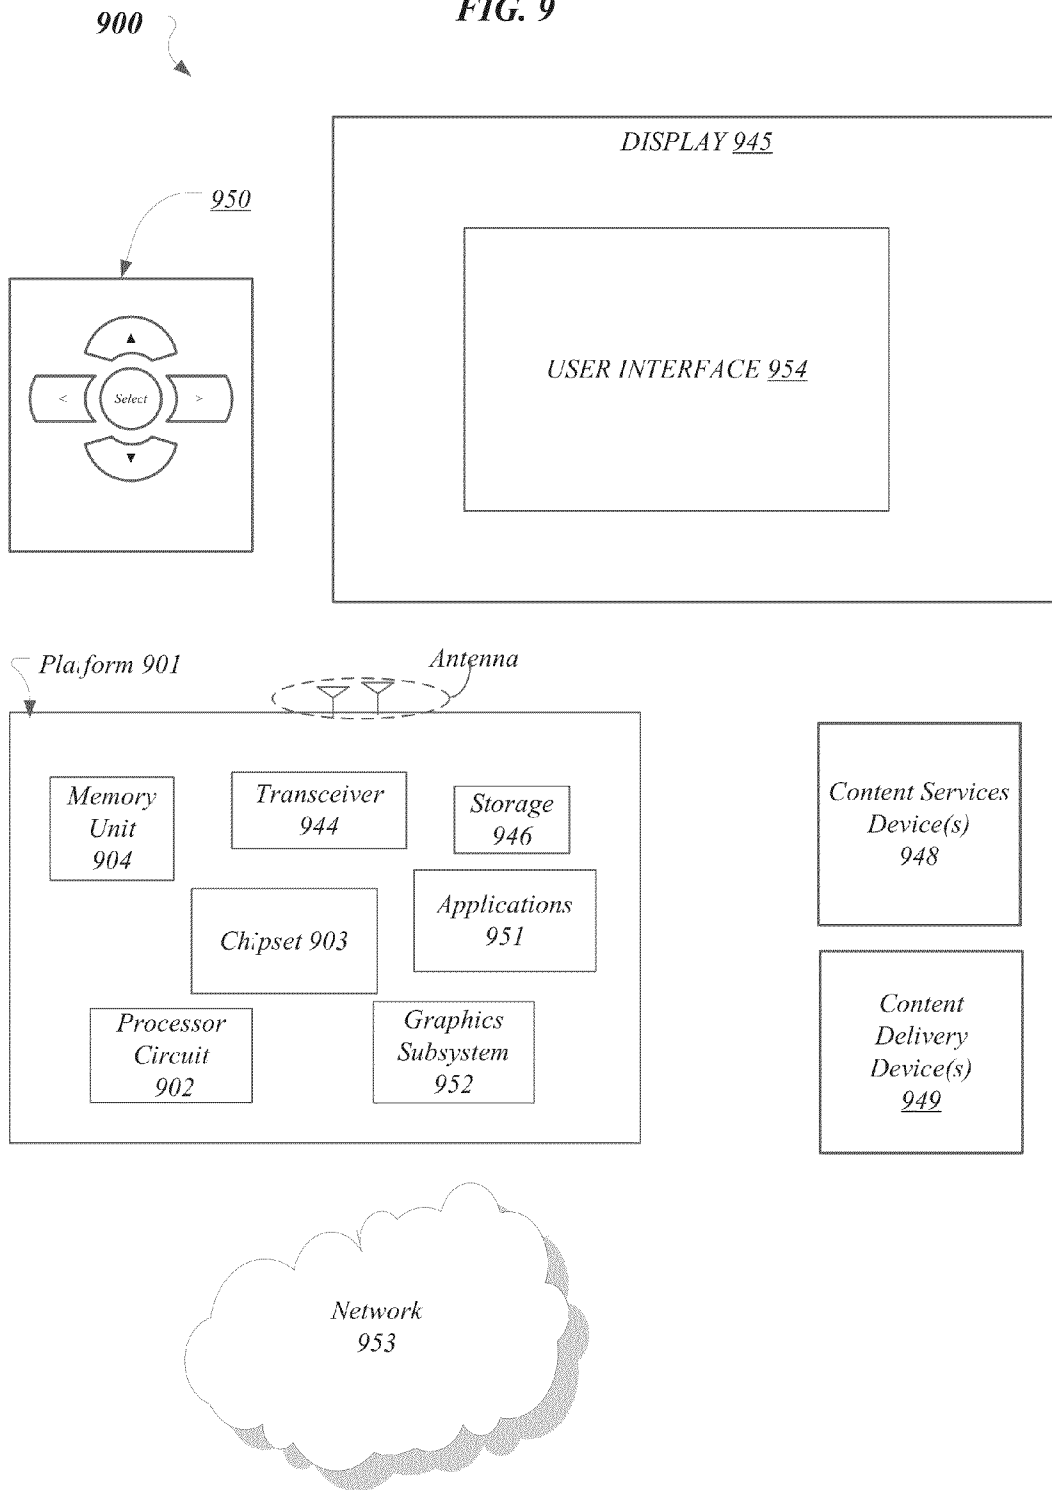 FIG. 9
900
DISPLAY 945
950
USER INTERFACE 954
<
Select
>
Platform 901
Antenna
Memory
Unit
904
Transceiver
944
Storage
946
Content Services
Device(s)
948
Applications
951
Chipset 903
Processor
Circuit
902
Graphics
Subsystem
952
Content
Delivery
Device(s)
949
Network
953